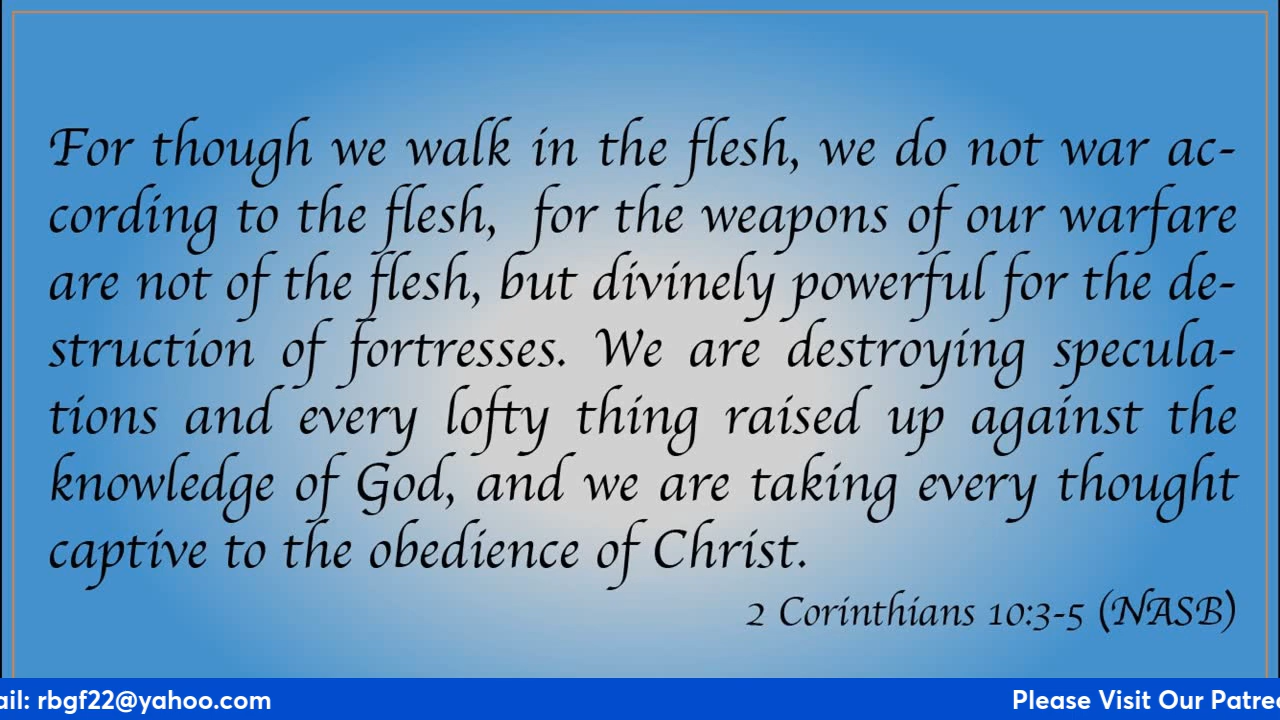 For though we walk in the flesh, we do not war ac-
cording to the flesh, for the weapons of our warfare
are not of the flesh, but divinely powerful for the de-
struction of fortresses. We are destroying specula-
tions and every lofty thing raised up against the
knowledge of God, and we are taking every thought
captive to the obedience of Christ.
2 Corinthians 10:3-5 (NASB)
ail: rbgf22@yahoo.com Please Visit Our Patre